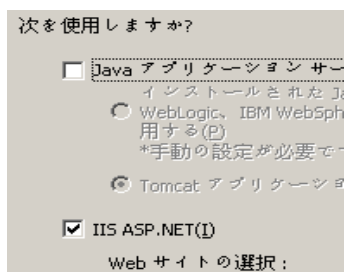 次を使用しますか?
Java アプリケーション サー
インストールされた Ja
WebLogic、IBM WebSph
用する(P)
*手動の設定が必要で
Tomcat アプリケーショ
IIS ASP.NET(I)
Web サイトの選択: